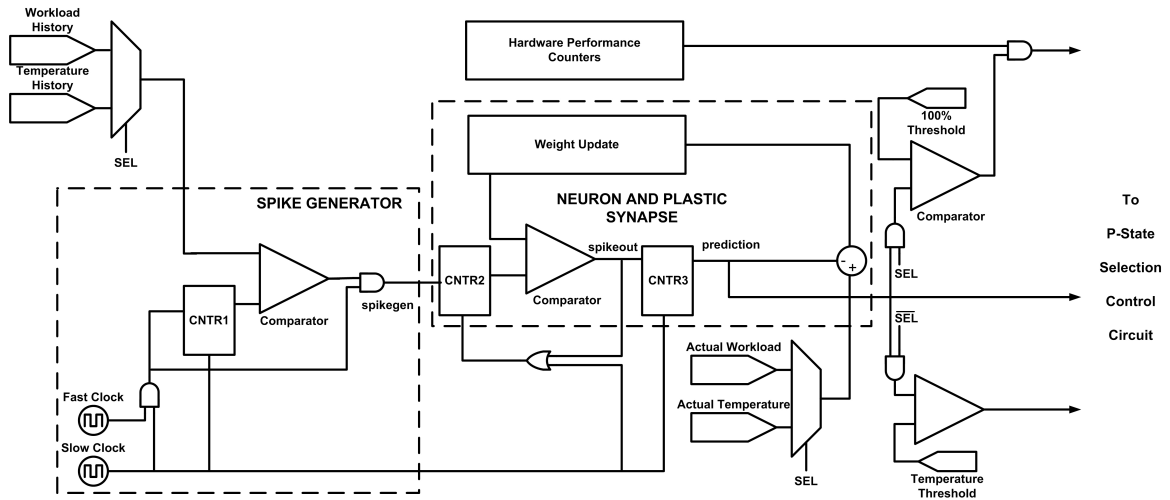 Workload
History
Temperature
History
SEL
Hardware Performance
Counters
100%
Threshold
Comparator
SPIKE GENERATOR
Comparator
CNTR1
spikegen
Fast Clock
Slow Clock
Weight Update
NEURON AND PLASTIC
SYNAPSE
CNTR2
Comparator
spikeout
CNTR3
prediction
-
+
Actual Workload
Actual Temperature
SEL
SEL
SEL
Temperature
Threshold
To
P-State
Selection
Control
Circuit